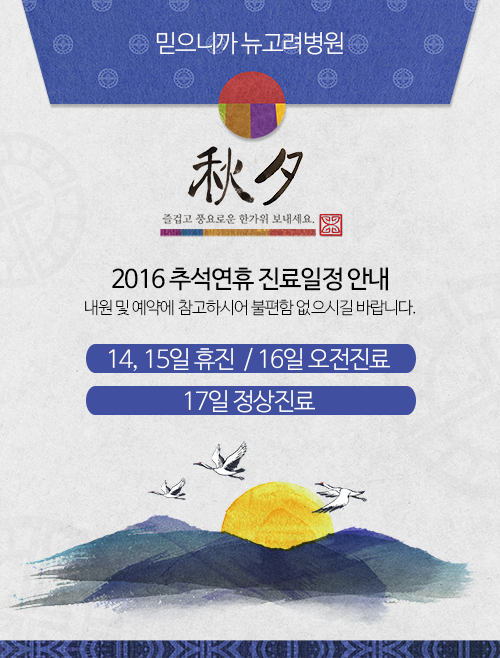 믿으니까 뉴고려병원
秋夕
즐겁고 풍요로운 한가위 보내세요.
2016 추석연휴 진료일정 안내
내원 및 예약에 참고하시어 불편함 없으시길 바랍니다.
14, 15일 휴진 / 16일 오전진료
17일 정상진료